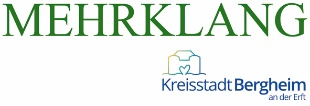 MEHRKLANG
Kreisstadt Bergheim
an der Erft